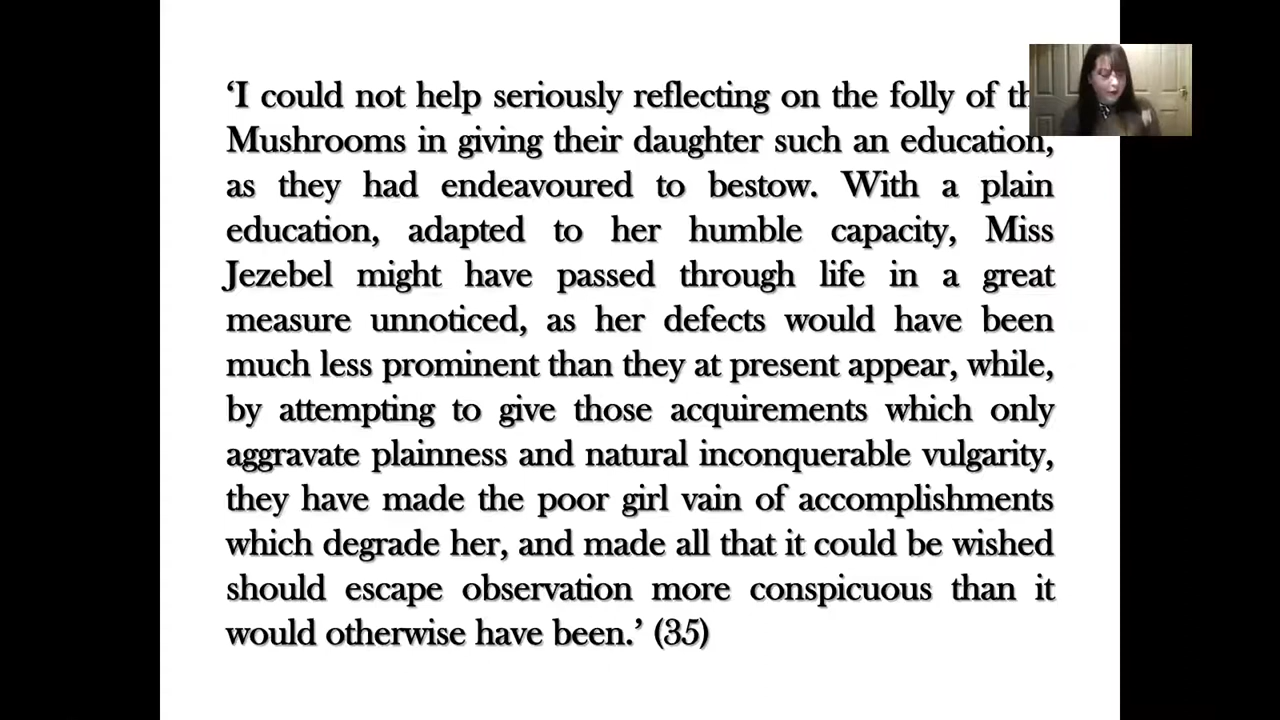 ‘I could not help seriously reflecting on the folly of
Mushrooms in giving their daughter such an education,
as they had endeavoured to bestow. With a plain
education, adapted to her humble capacity, Miss
Jezebel might have passed through life in a great
measure unnoticed, as her defects would have been
much less prominent than they at present appear, while,
by attempting to give those acquirements which only
aggravate plainness and natural inconquerable vulgarity,
they have made the poor girl vain of accomplishments
which degrade her, and made all that it could be wished
should escape observation more conspicuous than it
would otherwise have been.’ (35)